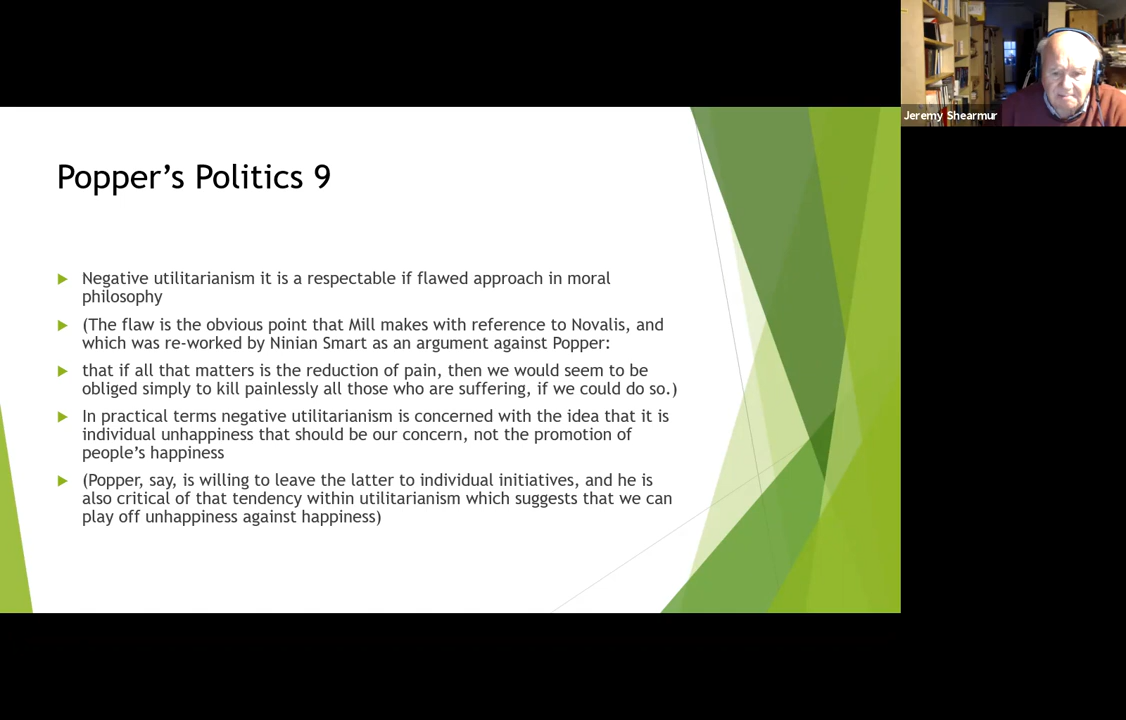 Jeremy Shearmur
Popper's Politics 9
Negative utilitarianism it is a respectable if flawed approach in moral
philosophy
(The flaw is the obvious point that Mill makes with reference to Novalis, and
which was re-worked by Ninian Smart as an argument against Popper:
that if all that matters is the reduction of pain, then we would seem to be
obliged simply to kill painlessly all those who are suffering, if we could do so.)
In practical terms negative utilitarianism is concerned with the idea that it is
individual unhappiness that should be our concern, not the promotion of
people's happiness
(Popper, say, is willing to leave the latter to individual initiatives, and he is
also critical of that tendency within utilitarianism which suggests that we can
play off unhappiness against happiness)